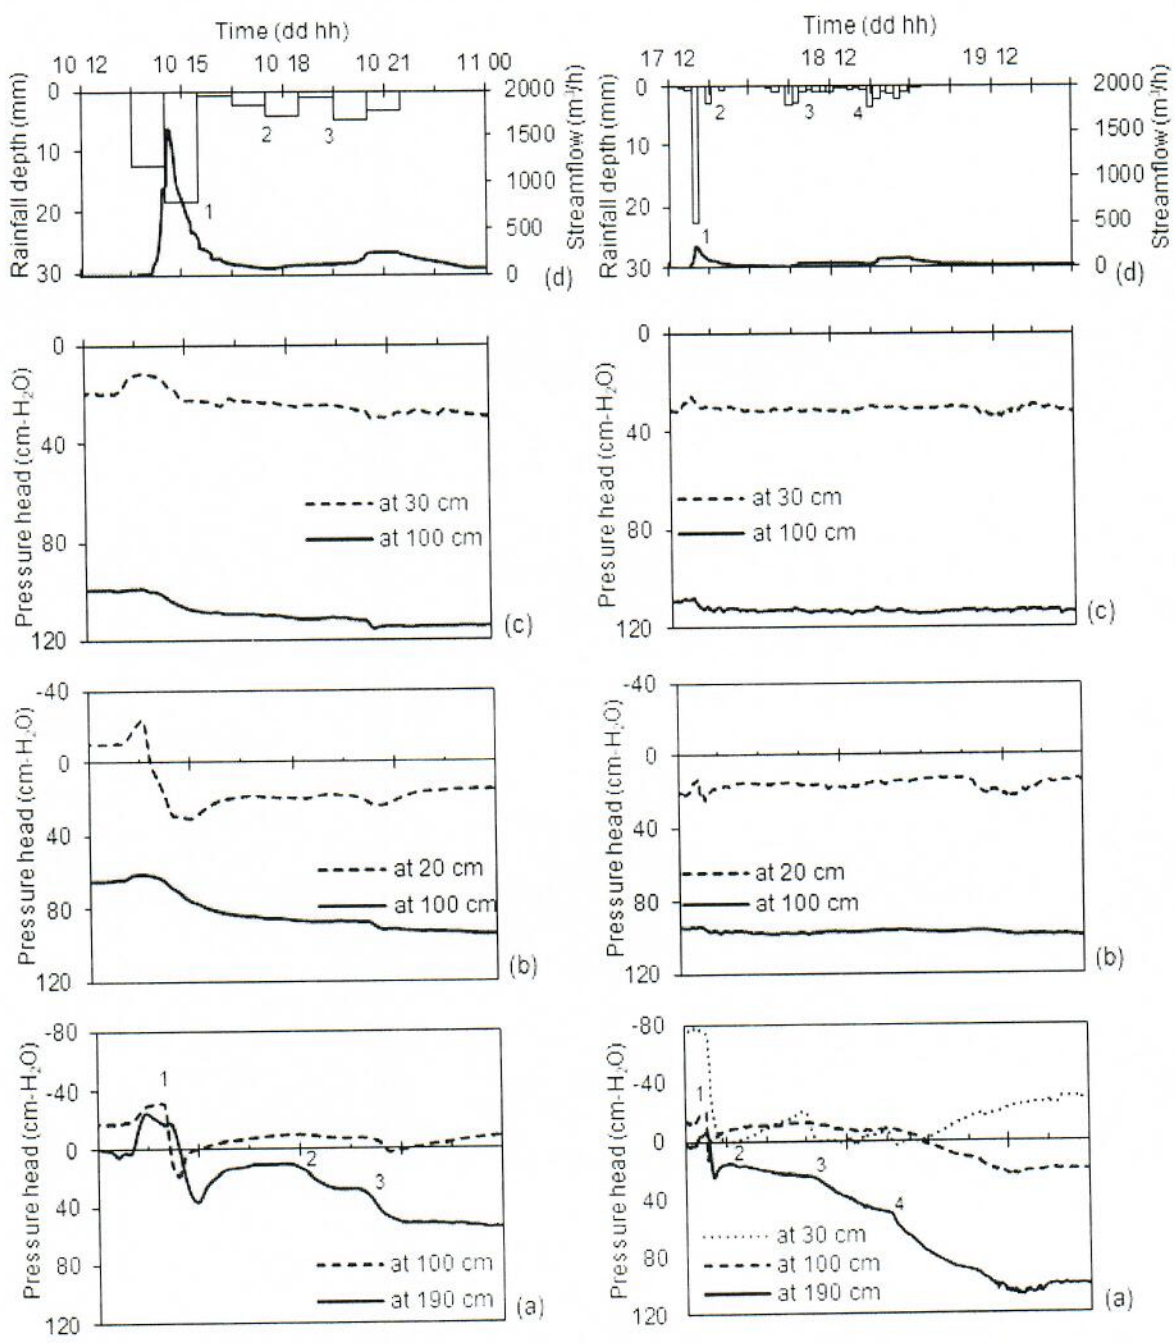 Time (dd hh)
10 12 10 15 10 18 10 21 11 00
Rainfall depth (mm)
0
10
20
30
1
2
3
2000
1500
1000
500
0
Streamflow (m³/h)
(d)
Pressure head (cm-H₂O)
0
40
80
120
at 30 cm
at 100 cm
(c)
Pressure head (cm-H₂O)
-40
0
40
80
120
at 20 cm
at 100 cm
(b)
Pressure head (cm-H₂O)
-80
-40
0
40
80
120
1
2
3
at 100 cm
at 190 cm
(a)
Time (dd hh)
17 12 18 12 19 12
Rainfall depth (mm)
0
10
20
30
1
2
3
4
2000
1500
1000
500
0
Streamflow (m³/h)
(d)
Pressure head (cm-H₂O)
0
40
80
120
at 30 cm
at 100 cm
(c)
Pressure head (cm-H₂O)
-40
0
40
80
120
at 20 cm
at 100 cm
(b)
Pressure head (cm-H₂O)
-80
-40
0
40
80
120
1
2
3
4
at 30 cm
at 100 cm
at 190 cm
(a)